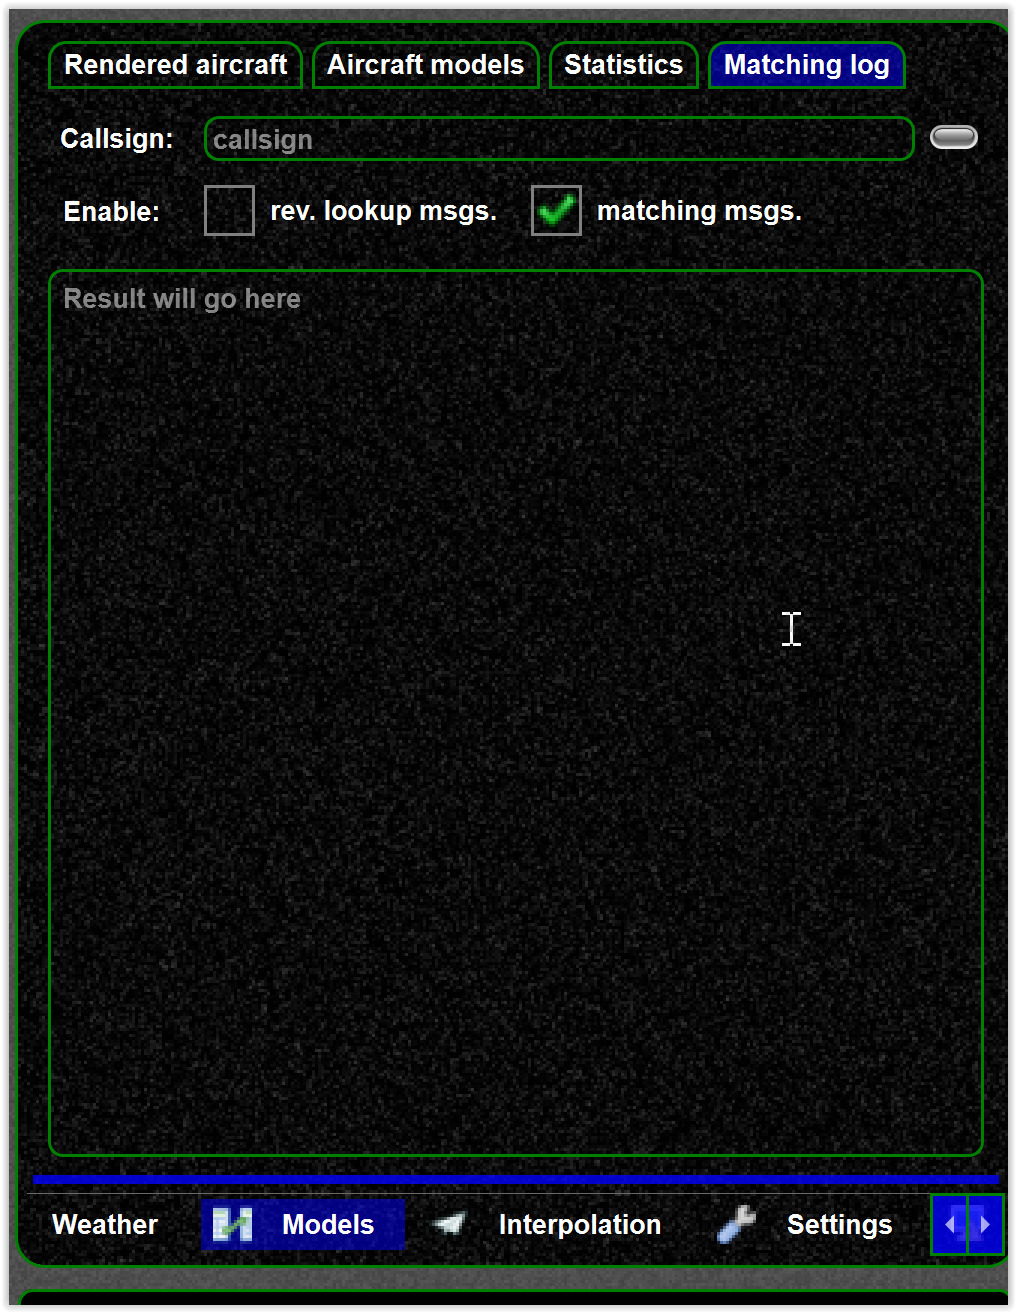 Rendered aircraft Aircraft models Statistics Matching log
Callsign: callsign
Enable: rev. lookup msgs. matching msgs.
Result will go here
Weather Models Interpolation Settings